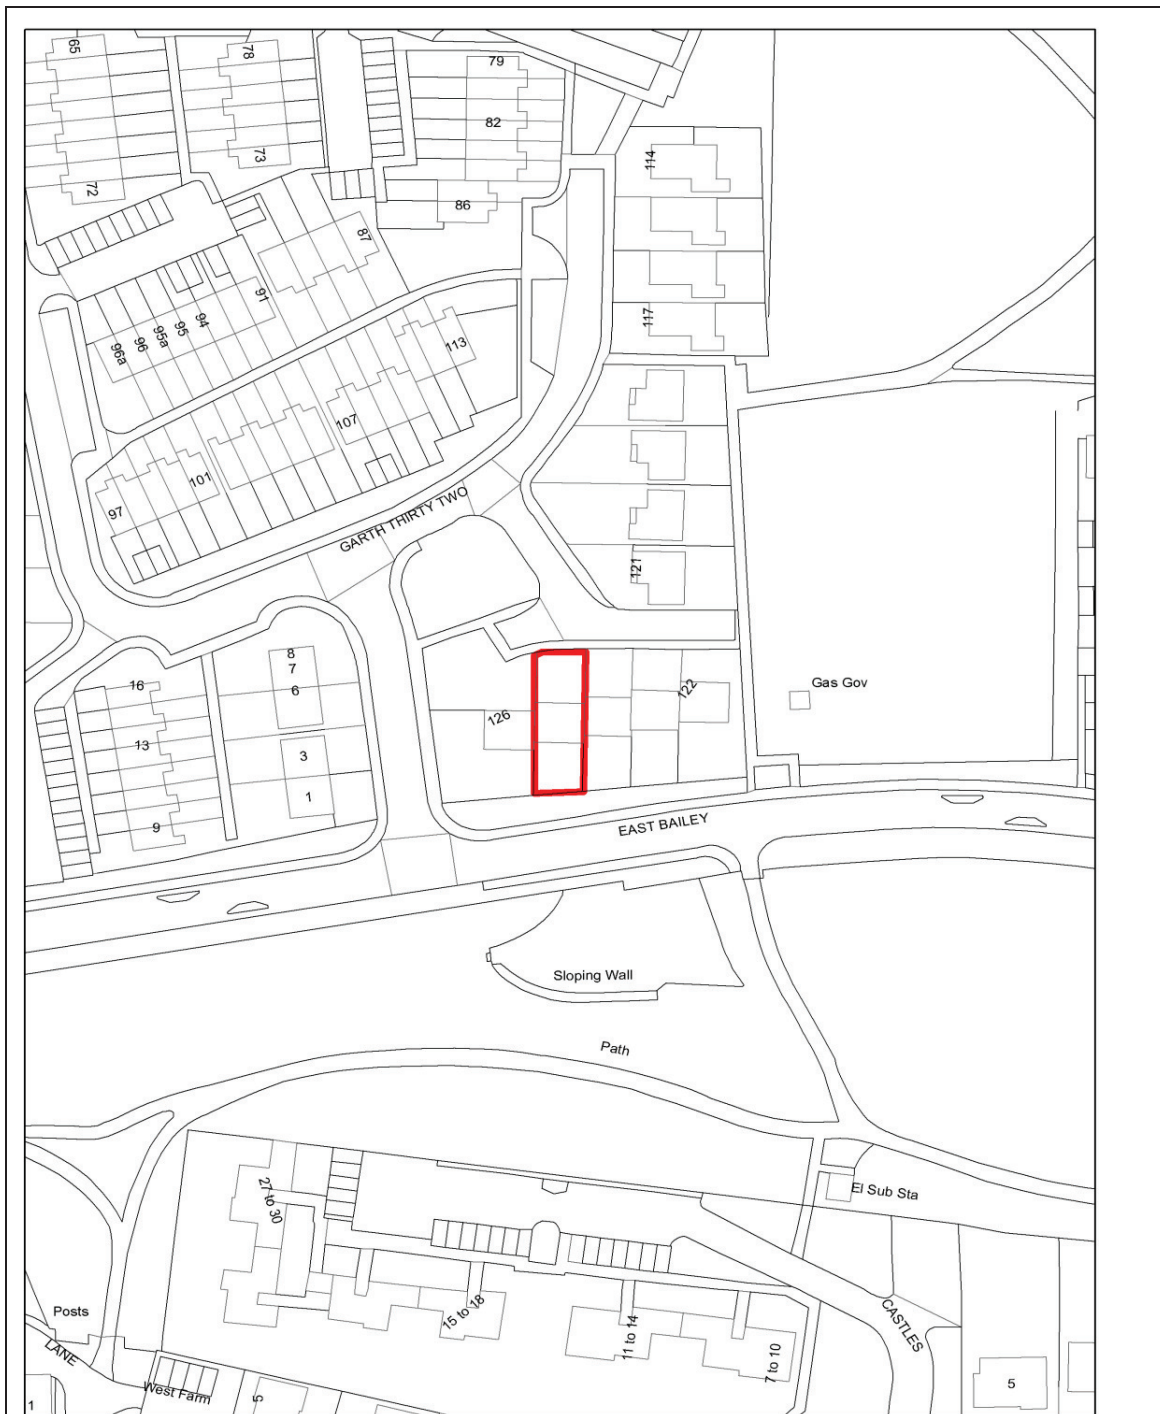 65
78
79
82
114
73
72
86
87
91
94
95
95a
96
96a
117
113
107
101
97
GARTH THIRTY TWO
121
8
7
6
16
13
3
1
9
126
122
Gas Gov
EAST BAILEY
Sloping Wall
Path
El Sub Sta
27 to 30
15 to 18
11 to 14
7 to 10
CASTLES
Posts
LANE
West Farm
5
5
1